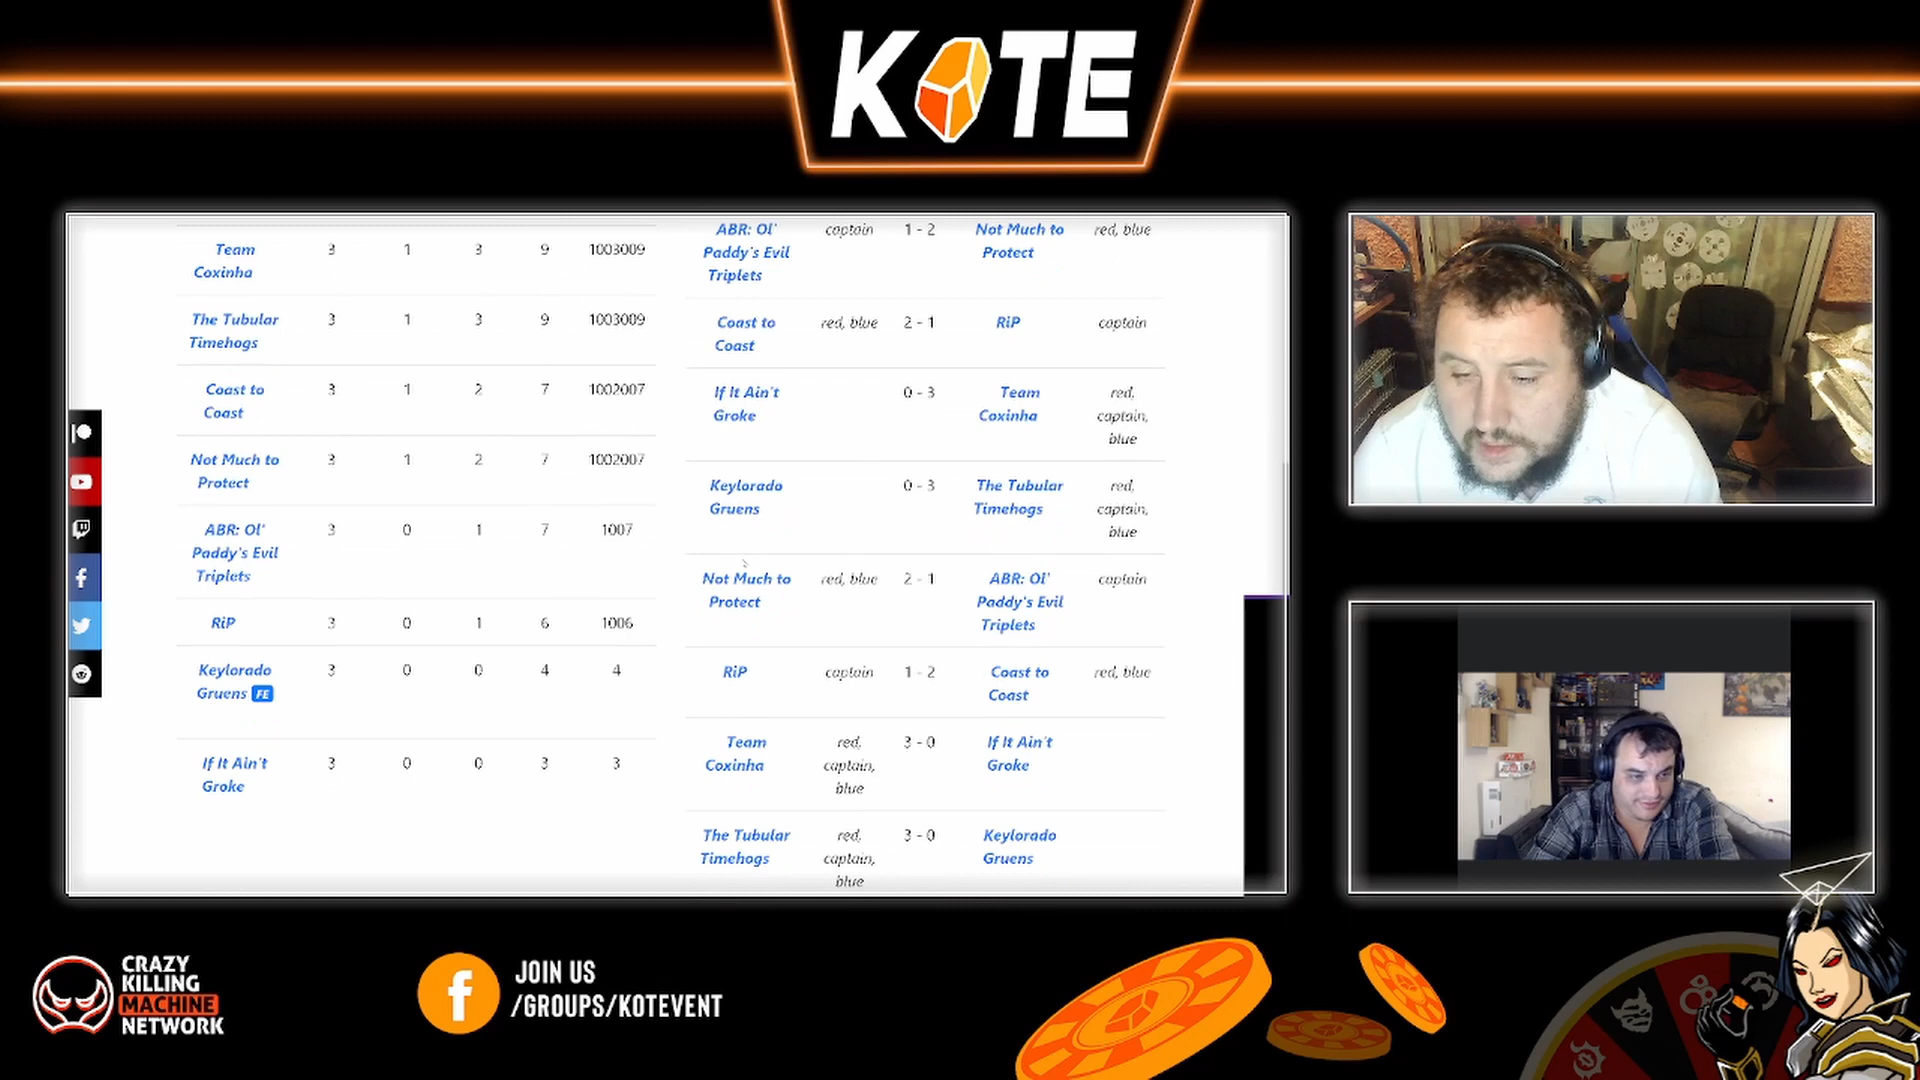 KOTE
Team 3 1 3 9 1003009
Coxinha
The Tubular 3 1 3 9 1003009
Timehogs
Coast to 3 1 2 7 1002007
Coast
Not Much to 3 1 2 7 1002007
Protect
ABR: Ol' 3 0 1 7 1007
Paddy's Evil
Triplets
RiP 3 0 1 6 1006
Keylorado 3 0 0 4 4
Gruens FE
If It Ain't 3 0 0 3 3
Groke
ABR: Ol' captain 1 - 2 Not Much to red, blue
Paddy's Evil Protect
Triplets
Coast to red, blue 2 - 1 RiP captain
Coast
If It Ain't 0 - 3 Team red,
Groke Coxinha captain,
blue
Keylorado 0 - 3 The Tubular red,
Gruens Timehogs captain,
blue
Not Much to red, blue 2 - 1 ABR: Ol' captain
Protect Paddy's Evil
Triplets
RiP captain 1 - 2 Coast to red, blue
Coast
Team red, 3 - 0 If It Ain't
Coxinha captain, Groke
blue
The Tubular red, 3 - 0 Keylorado
Timehogs captain, Gruens
blue
CRAZY
KILLING
MACHINE
NETWORK
JOIN US
/GROUPS/KOTEVENT